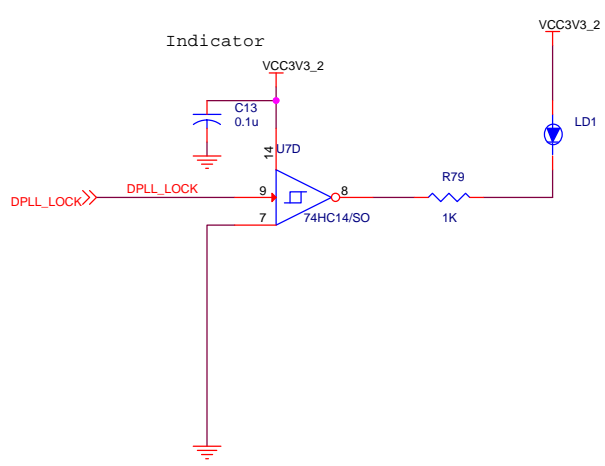 VCC3V3_2
Indicator
VCC3V3_2
C13
0.1u
LD1
14
U7D
R79
DPLL_LOCK
DPLL_LOCK
9
8
7
74HC14/SO
1K